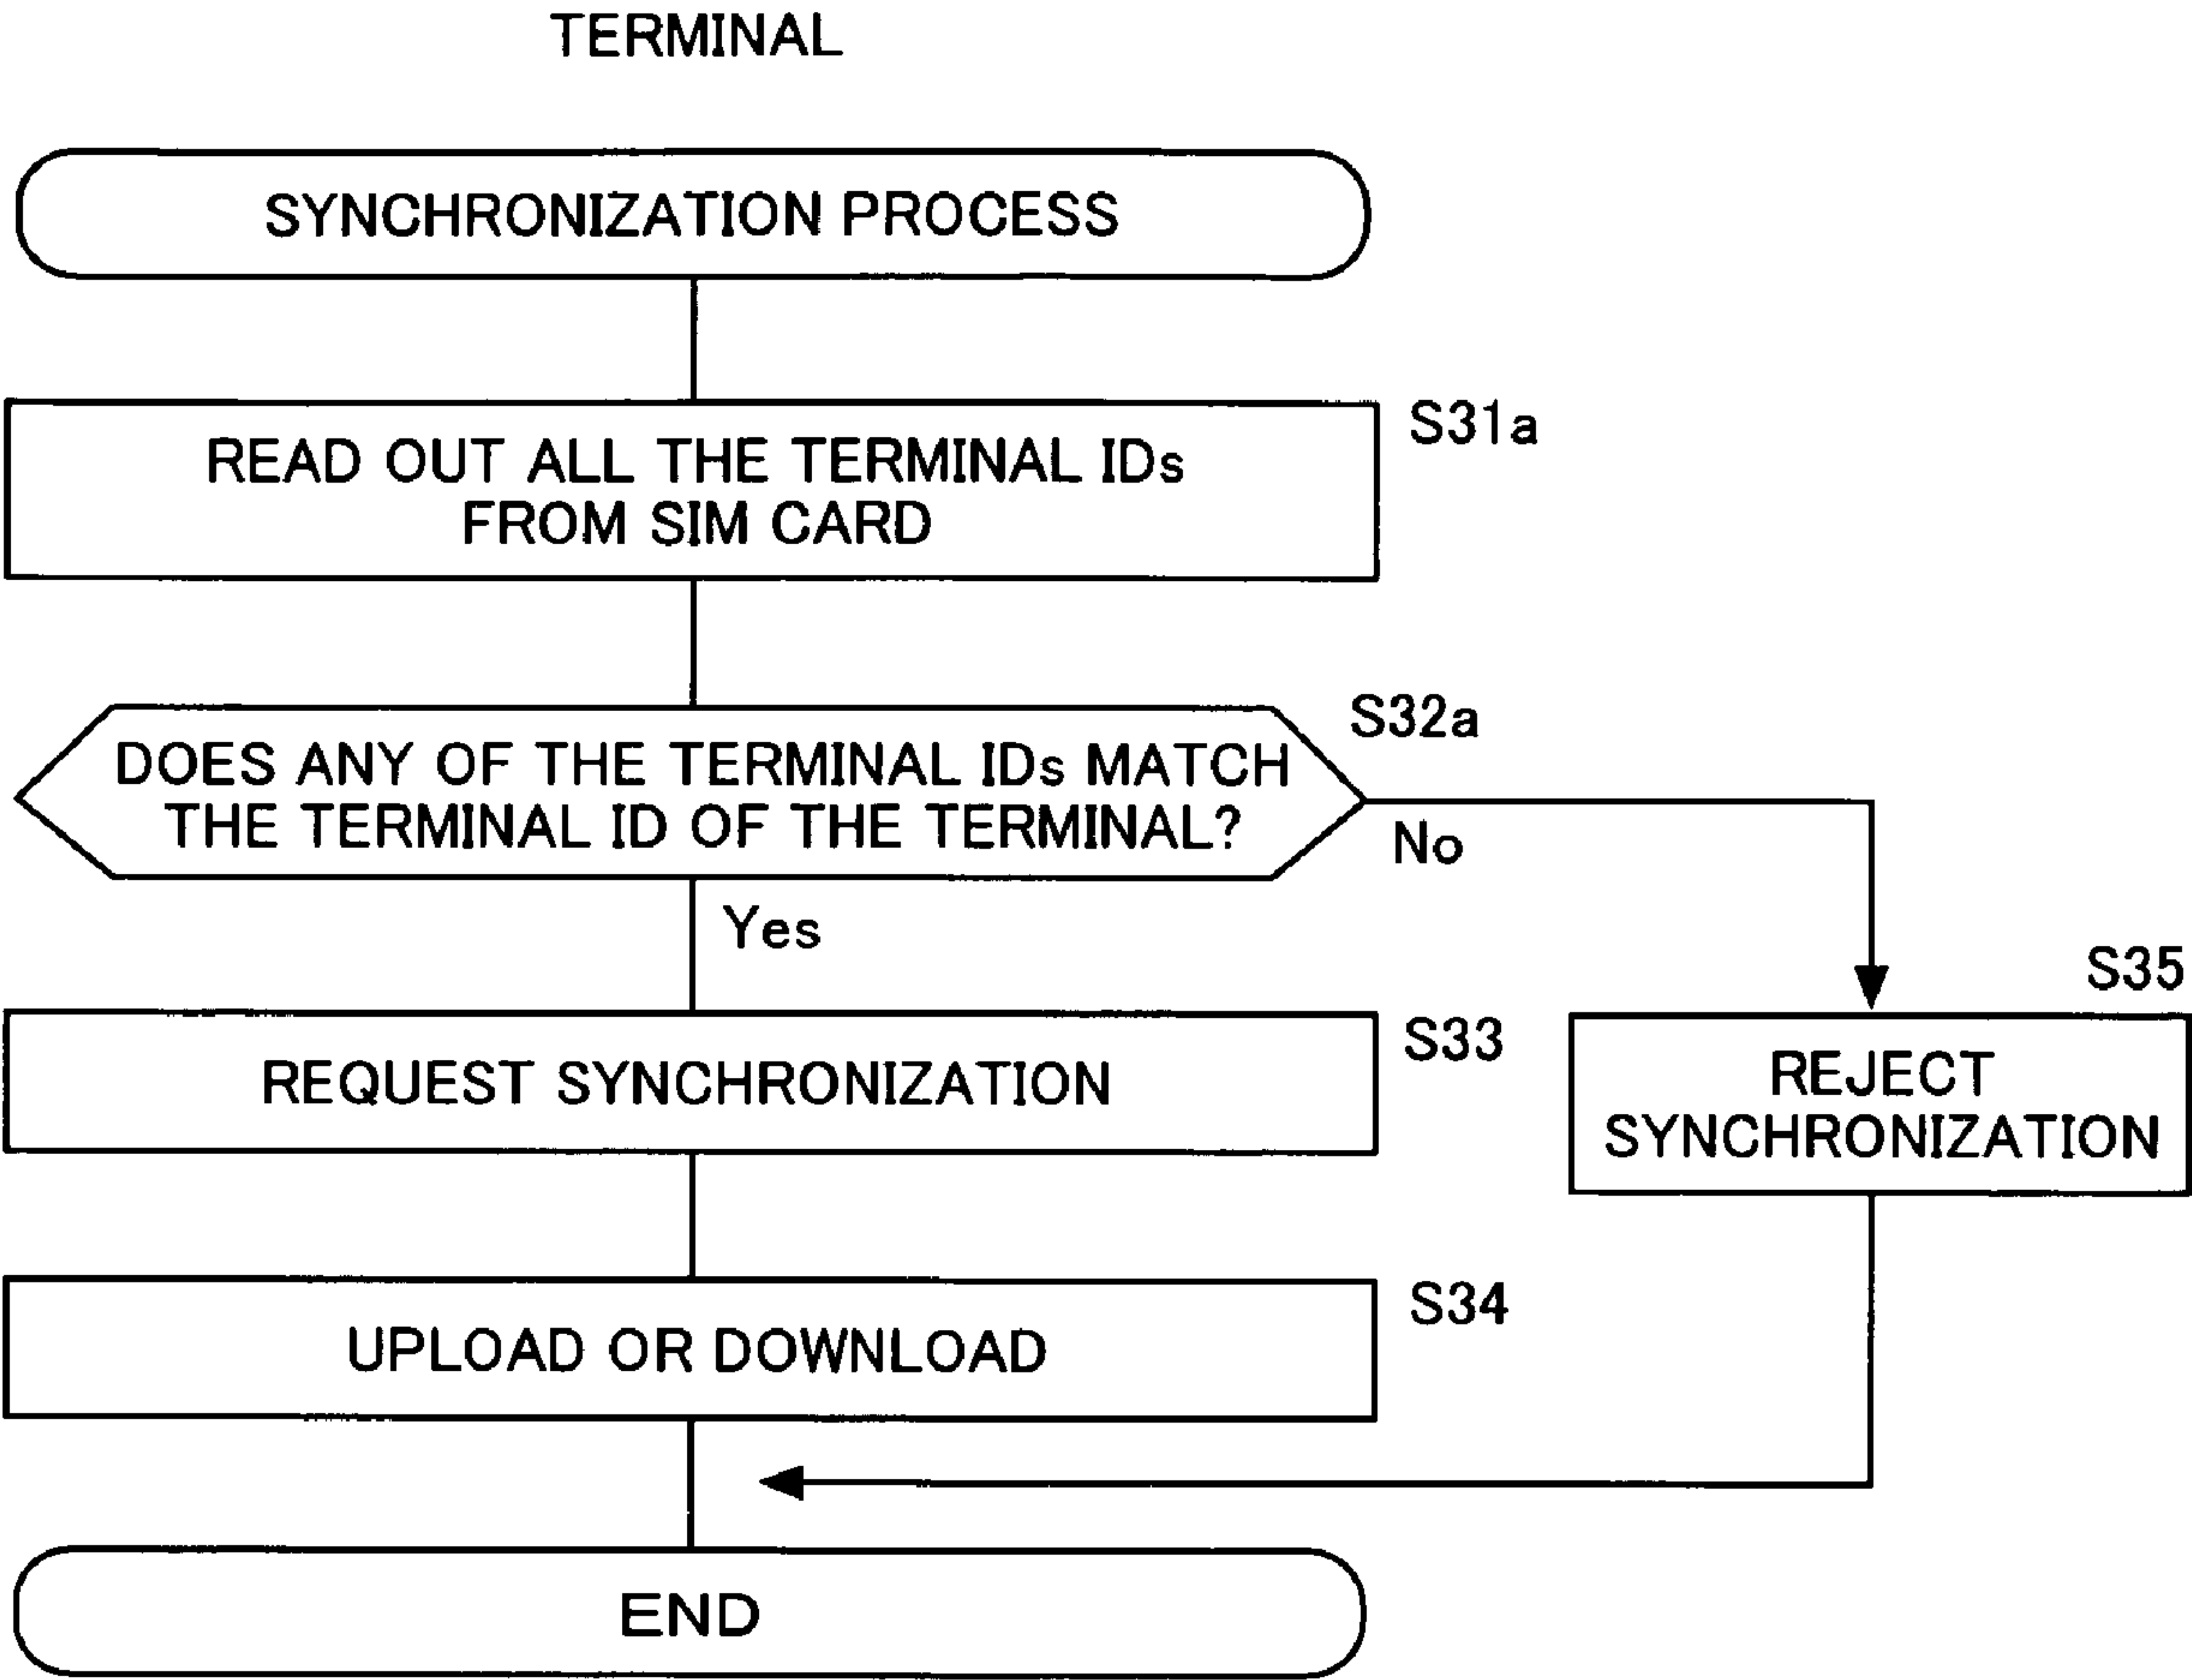 TERMINAL
SYNCHRONIZATION PROCESS
S31a
READ OUT ALL THE TERMINAL IDs
FROM SIM CARD
S32a
DOES ANY OF THE TERMINAL IDs MATCH
THE TERMINAL ID OF THE TERMINAL?
No
Yes
S33
REQUEST SYNCHRONIZATION
S35
REJECT
SYNCHRONIZATION
S34
UPLOAD OR DOWNLOAD
END